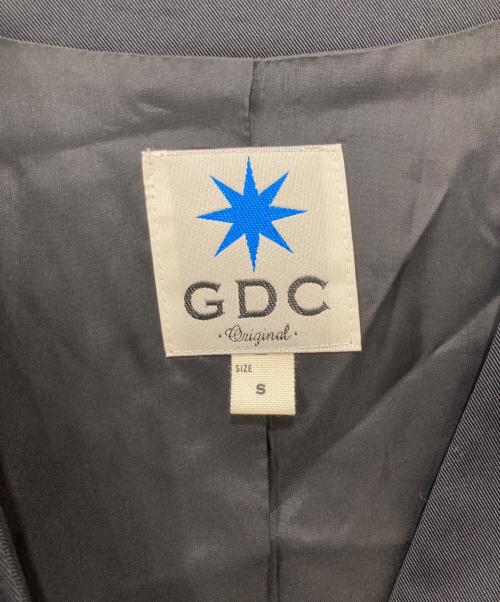 GDC
· Original ·
SIZE
S